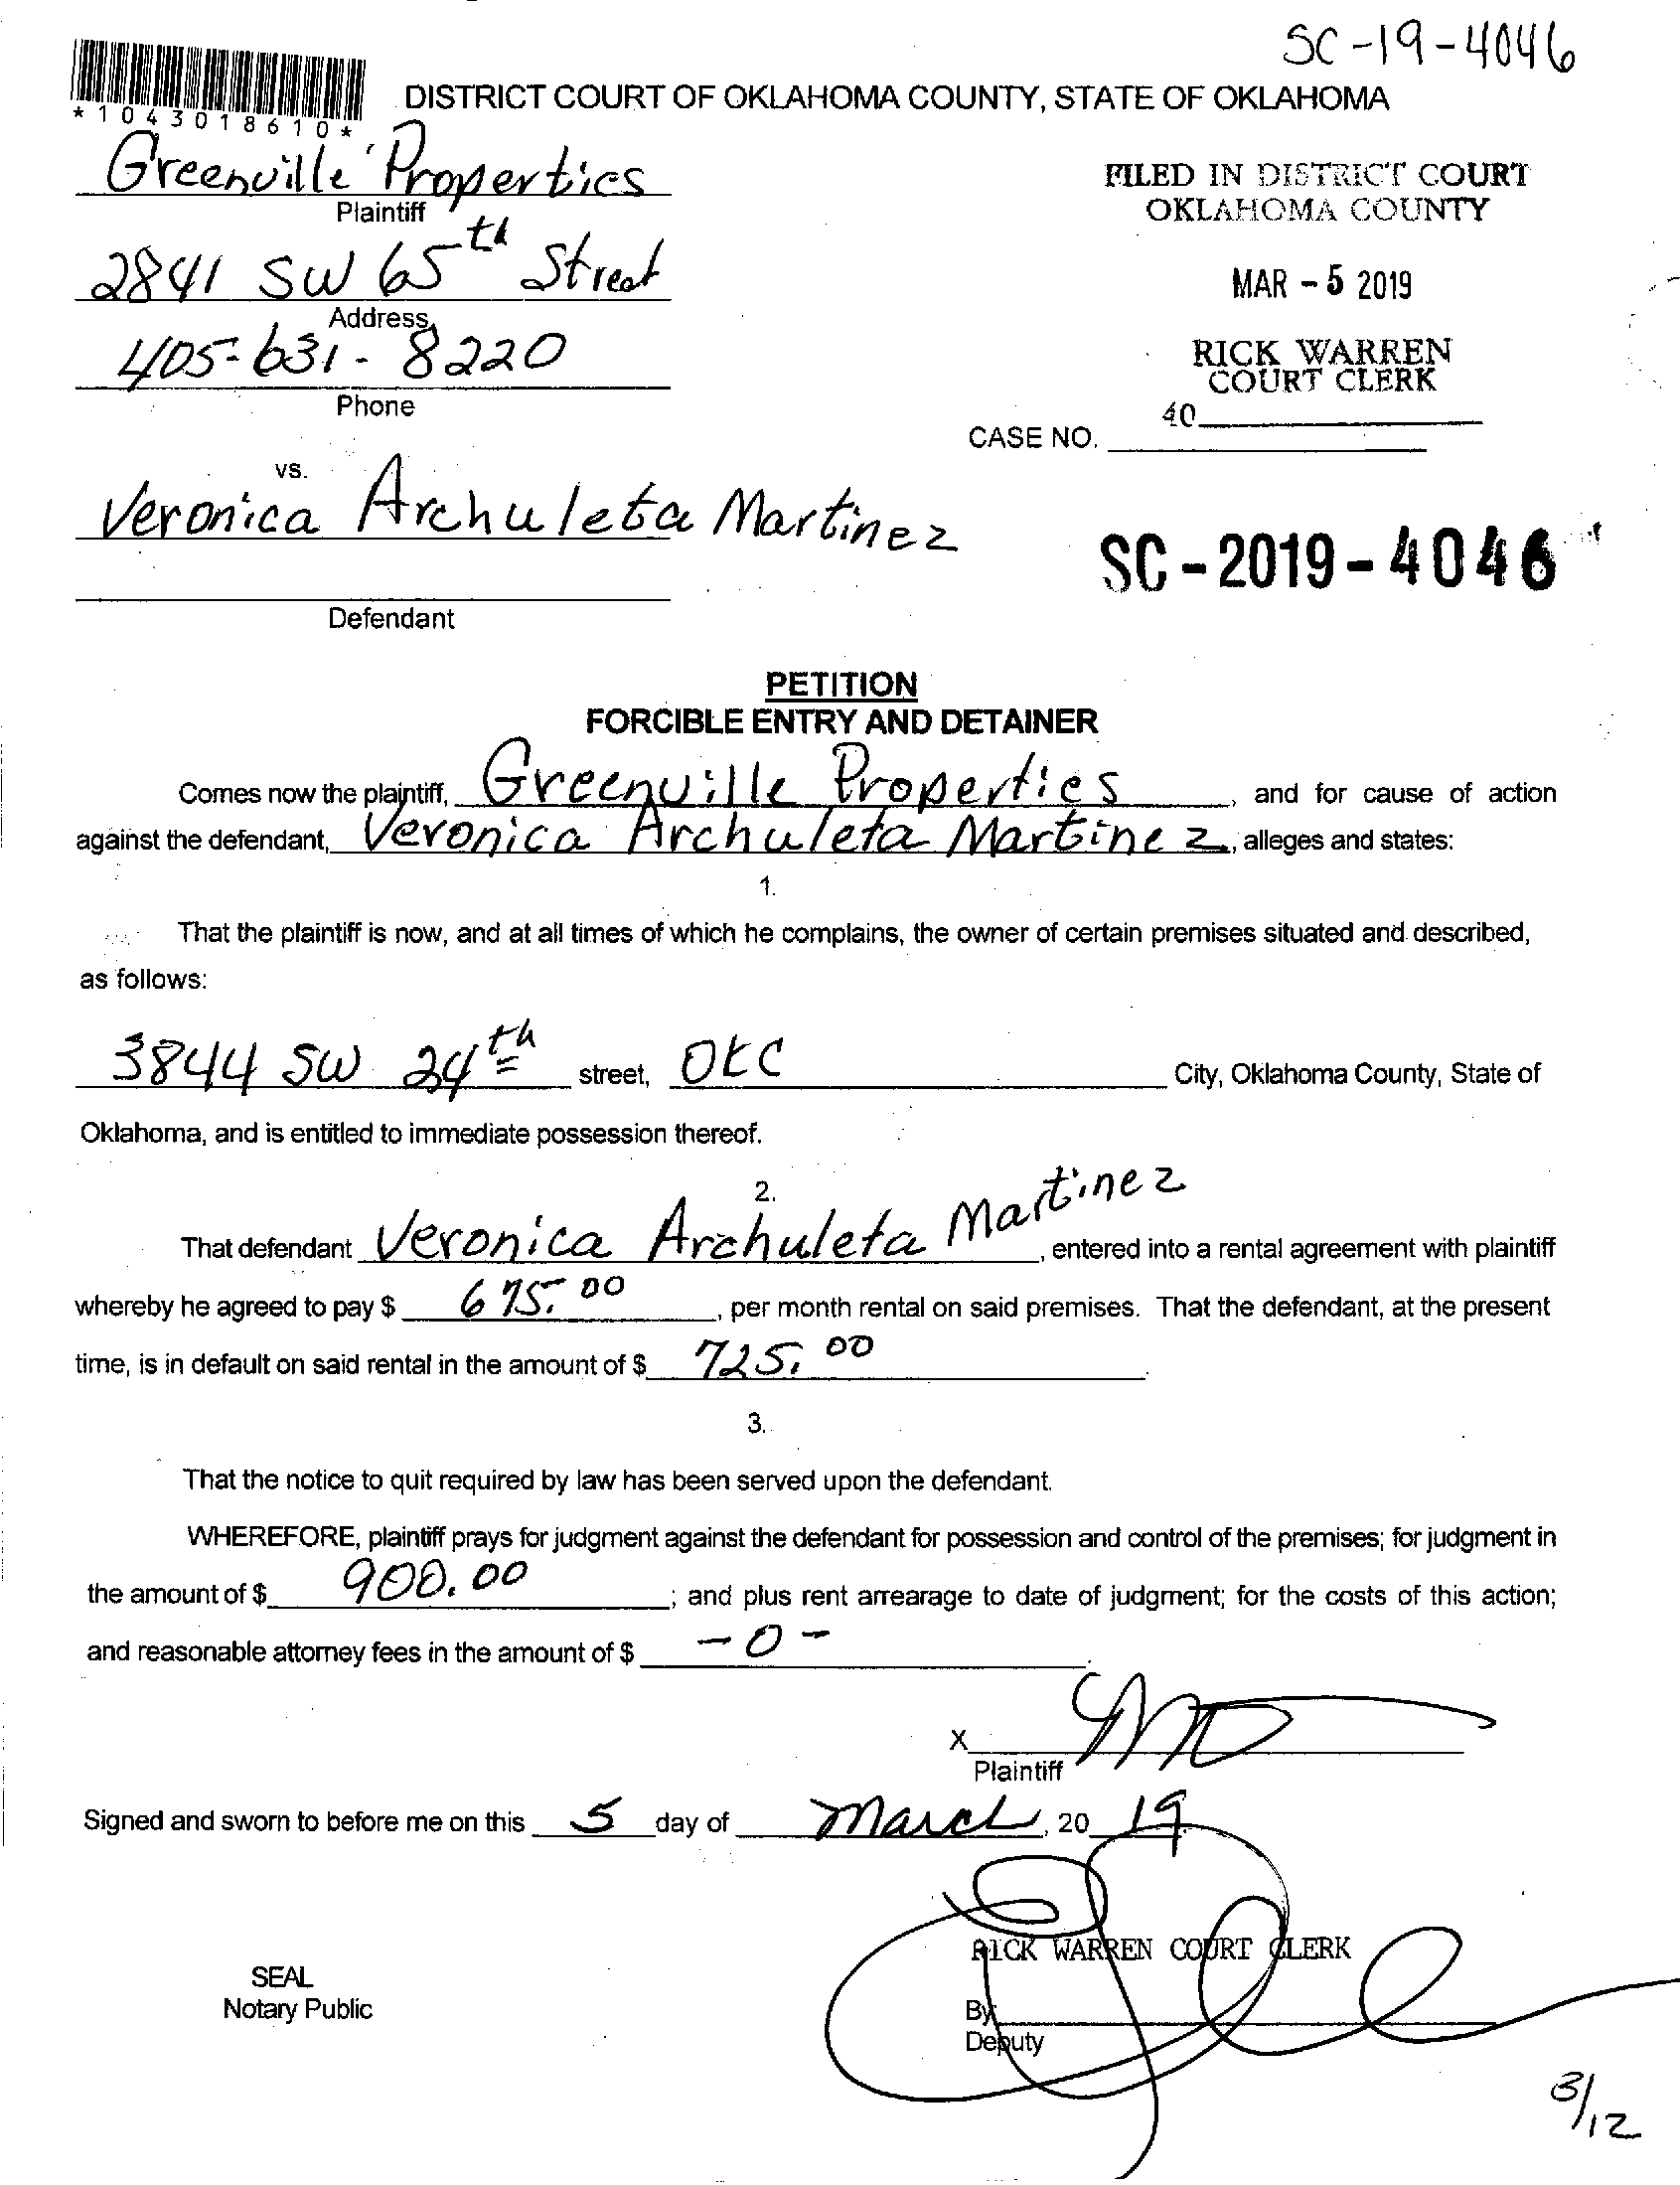 SC-19-4046
*1043018610*
DISTRICT COURT OF OKLAHOMA COUNTY, STATE OF OKLAHOMA
Greenville Properties
Plaintiff
FILED IN DISTRICT COURT
OKLAHOMA COUNTY
2841 SW 65th Street
Address
MAR - 5 2019
405-631-8220
Phone
RICK WARREN
COURT CLERK
40
CASE NO.
vs.
Veronica Archuleta Martinez
SC-2019-4046
Defendant
PETITION
FORCIBLE ENTRY AND DETAINER
Comes now the plaintiff, Greenville Properties, and for cause of action
against the defendant, Veronica Archuleta Martinez, alleges and states:
1.
That the plaintiff is now, and at all times of which he complains, the owner of certain premises situated and described,
as follows:
3844 SW 24th street, OKC City, Oklahoma County, State of
Oklahoma, and is entitled to immediate possession thereof.
2.
That defendant Veronica Archuleta Martinez, entered into a rental agreement with plaintiff
whereby he agreed to pay $ 675.00, per month rental on said premises. That the defendant, at the present
time, is in default on said rental in the amount of $ 725.00.
3.
That the notice to quit required by law has been served upon the defendant.
WHEREFORE, plaintiff prays for judgment against the defendant for possession and control of the premises; for judgment in
the amount of $ 900.00; and plus rent arrearage to date of judgment; for the costs of this action;
and reasonable attorney fees in the amount of $ -0-.
X
Plaintiff
Signed and sworn to before me on this 5 day of March, 20 19
RICK WARREN COURT CLERK
SEAL
Notary Public
By
Deputy
3/12